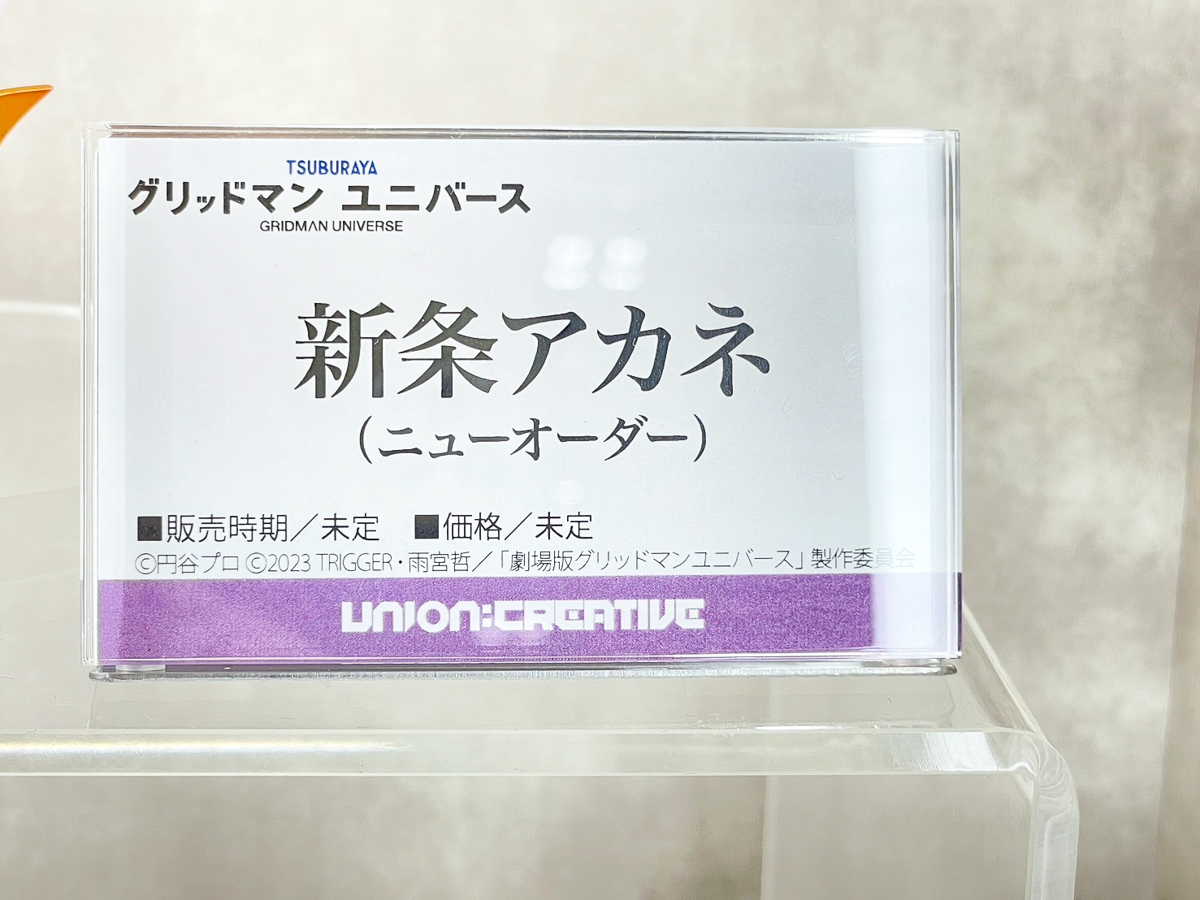 TSUBURAYA
グリッドマン ユニバース
GRIDMAN UNIVERSE
新条アカネ
(ニューオーダー)
■販売時期／未定 ■価格／未定
©円谷プロ ©2023 TRIGGER・雨宮哲／「劇場版グリッドマンユニバース」製作委員会
UNION:CREATIVE